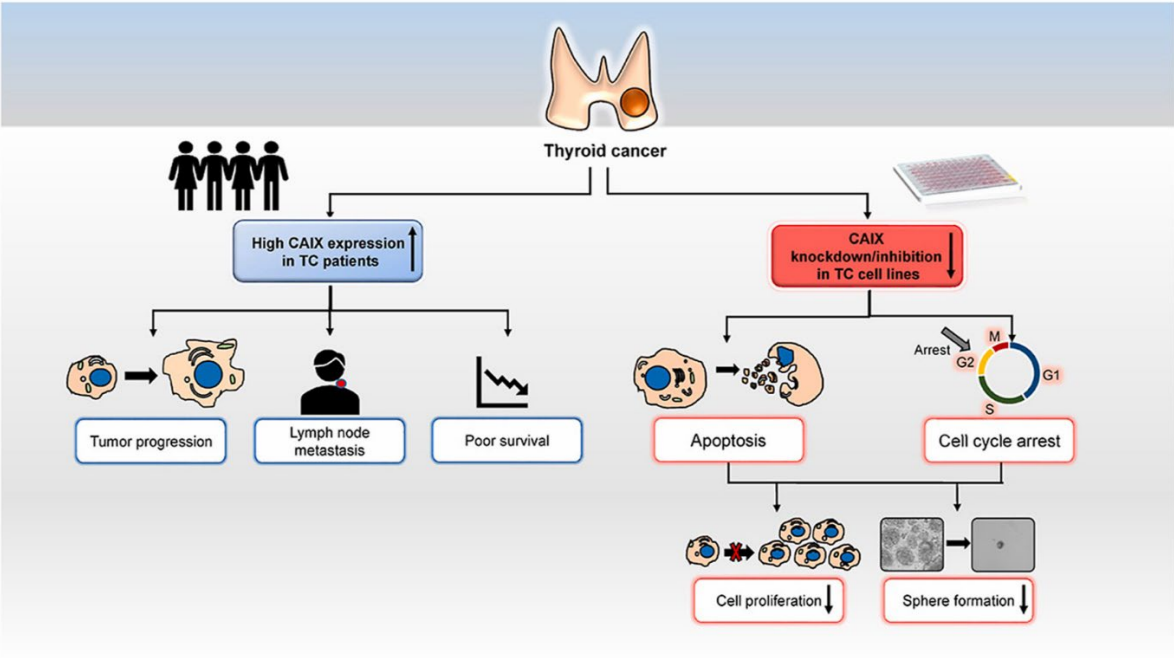 Thyroid cancer
High CAIX expression
in TC patients
CAIX
knockdown/inhibition
in TC cell lines
Tumor progression
Lymph node
metastasis
Poor survival
Arrest
M
G2
G1
S
Apoptosis
Cell cycle arrest
Cell proliferation
Sphere formation